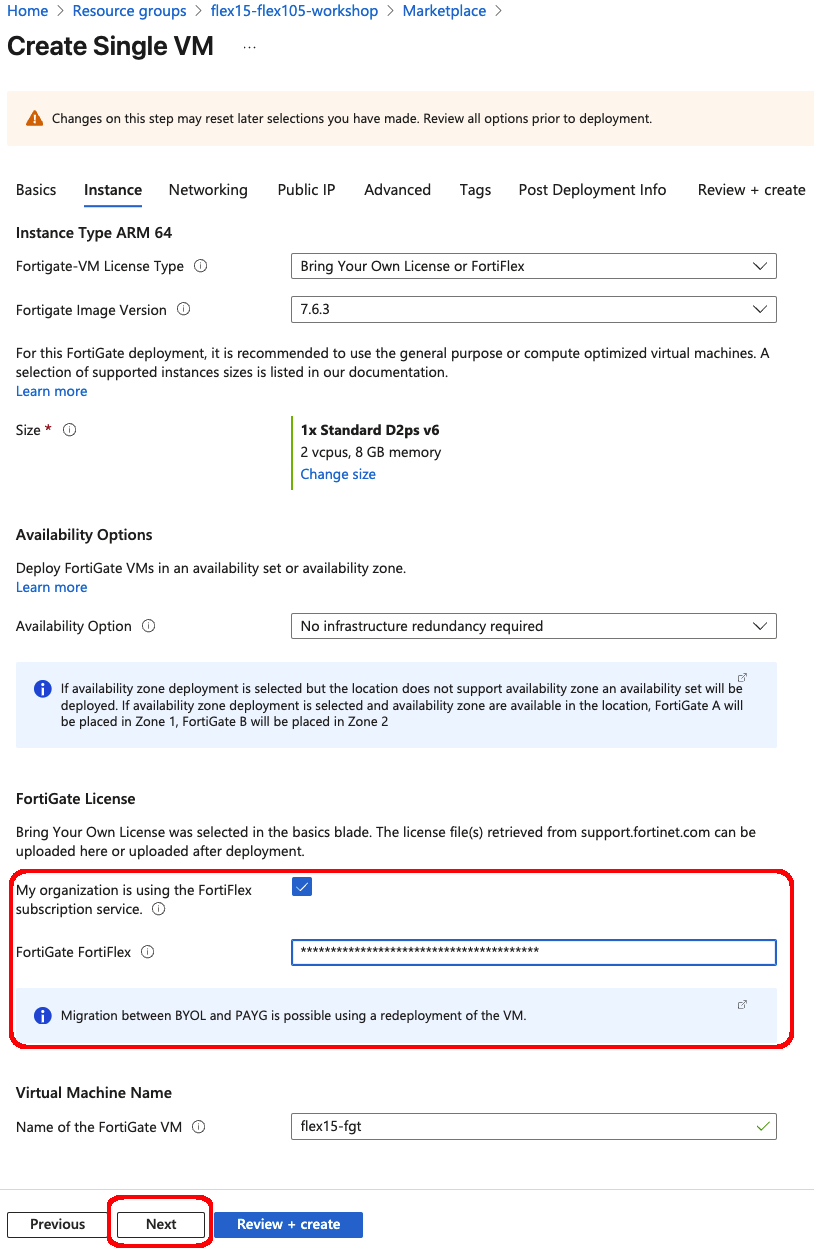 Home > Resource groups > flex15-flex105-workshop > Marketplace >
Create Single VM ...
Changes on this step may reset later selections you have made. Review all options prior to deployment.
Basics Instance Networking Public IP Advanced Tags Post Deployment Info Review + create
Instance Type ARM 64
Fortigate-VM License Type Bring Your Own License or FortiFlex
Fortigate Image Version 7.6.3
For this FortiGate deployment, it is recommended to use the general purpose or compute optimized virtual machines. A
selection of supported instances sizes is listed in our documentation.
Learn more
Size * 1x Standard D2ps v6
2 vcpus, 8 GB memory
Change size
Availability Options
Deploy FortiGate VMs in an availability set or availability zone.
Learn more
Availability Option No infrastructure redundancy required
If availability zone deployment is selected but the location does not support availability zone an availability set will be
deployed. If availability zone deployment is selected and availability zone are available in the location, FortiGate A will
be placed in Zone 1, FortiGate B will be placed in Zone 2
FortiGate License
Bring Your Own License was selected in the basics blade. The license file(s) retrieved from support.fortinet.com can be
uploaded here or uploaded after deployment.
My organization is using the FortiFlex
subscription service.
FortiGate FortiFlex ****************************************
Migration between BYOL and PAYG is possible using a redeployment of the VM.
Virtual Machine Name
Name of the FortiGate VM flex15-fgt
Previous Next Review + create